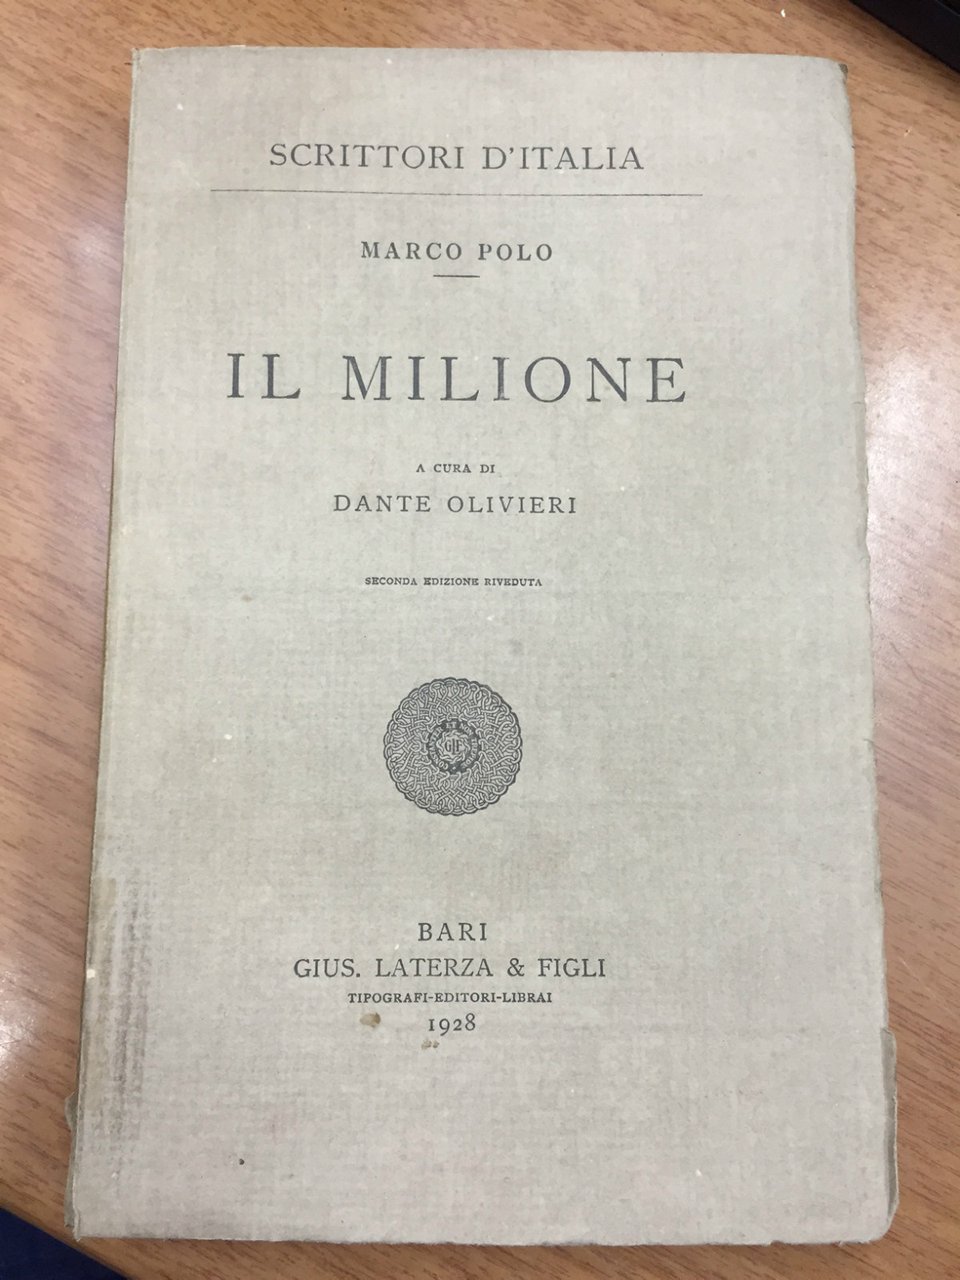 SCRITTORI D'ITALIA
MARCO POLO
IL MILIONE
A CURA DI
DANTE OLIVIERI
SECONDA EDIZIONE RIVEDUTA
BARI
GIUS. LATERZA & FIGLI
TIPOGRAFI-EDITORI-LIBRAI
1928